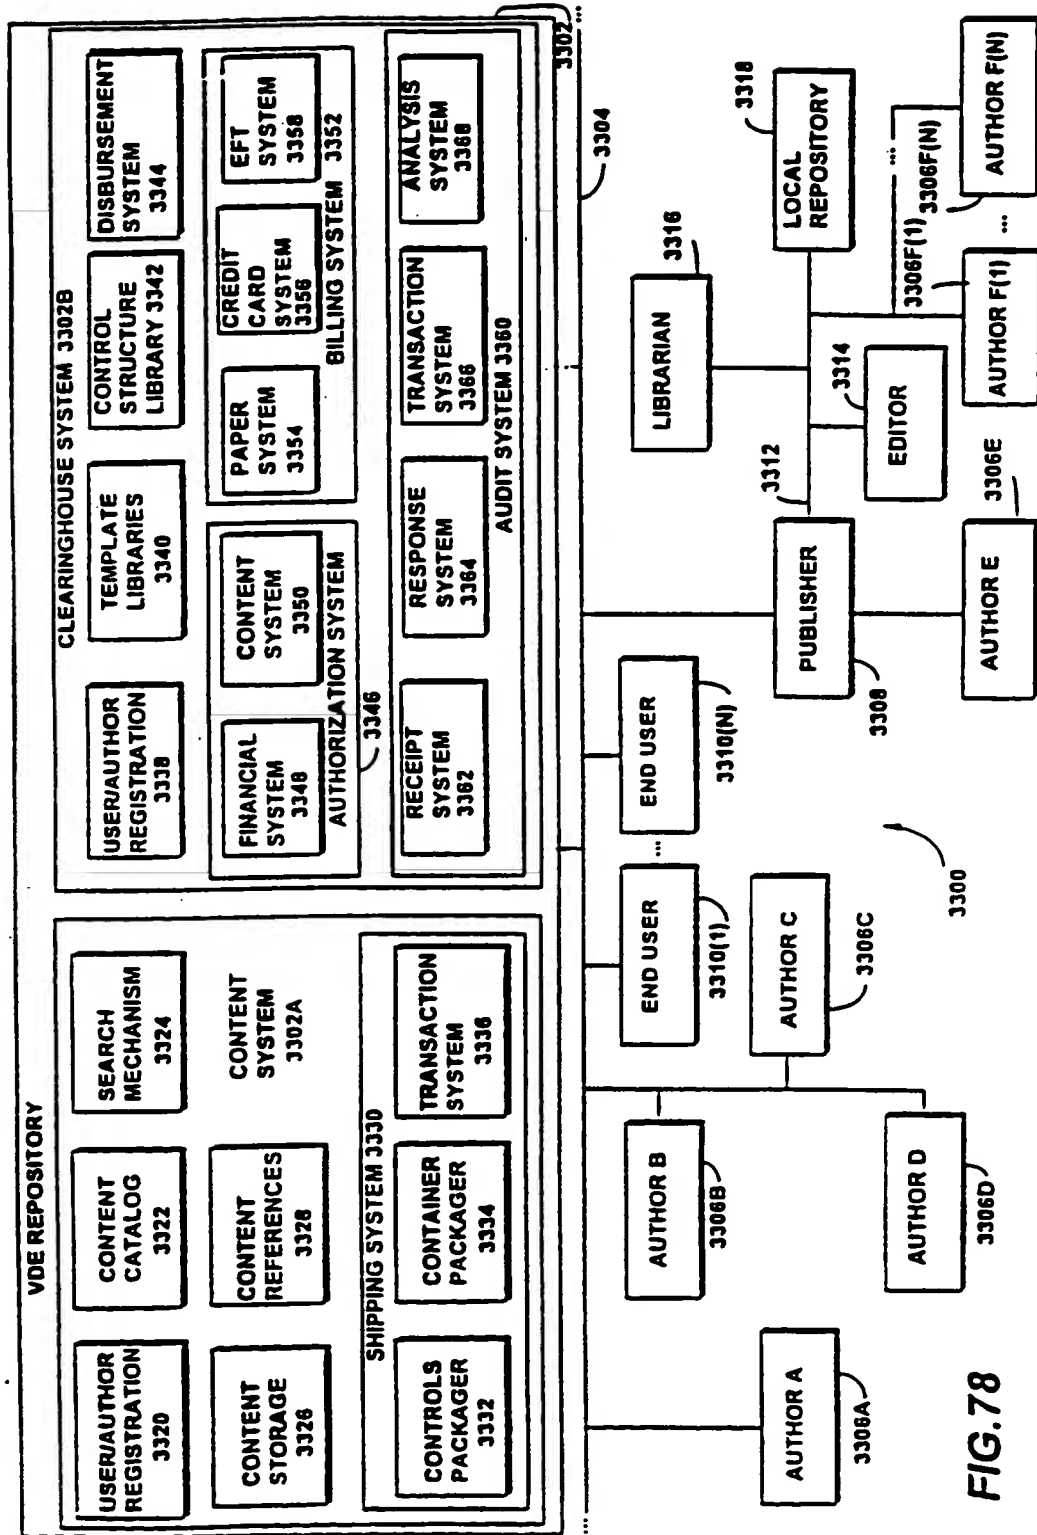 VDE REPOSITORY
USER/AUTHOR
REGISTRATION
3320
CONTENT
CATALOG
3322
SEARCH
MECHANISM
3324
CONTENT
STORAGE
3326
CONTENT
REFERENCES
3328
CONTENT
SYSTEM
3302A
SHIPPING SYSTEM 3330
CONTROLS
PACKAGER
3332
CONTAINER
PACKAGER
3334
TRANSACTION
SYSTEM
3336
CLEARINGHOUSE SYSTEM 3302B
USER/AUTHOR
REGISTRATION
3338
TEMPLATE
LIBRARIES
3340
CONTROL
STRUCTURE
LIBRARY 3342
DISBURSEMENT
SYSTEM
3344
FINANCIAL
SYSTEM
3348
CONTENT
SYSTEM
3350
AUTHORIZATION SYSTEM
3346
PAPER
SYSTEM
3354
CREDIT
CARD
SYSTEM
3356
EFT
SYSTEM
3358
BILLING SYSTEM 3352
RECEIPT
SYSTEM
3362
RESPONSE
SYSTEM
3364
TRANSACTION
SYSTEM
3366
ANALYSIS
SYSTEM
3368
AUDIT SYSTEM 3360
3302
...
...
3304
AUTHOR A
3306A
AUTHOR B
3306B
AUTHOR C
3306C
AUTHOR D
3306D
END USER
3310(1)
...
END USER
3310(N)
3300
PUBLISHER
3308
3312
AUTHOR E
3306E
LIBRARIAN
3316
EDITOR
3314
LOCAL
REPOSITORY
3318
...
AUTHOR F(1)
3306F(1)
...
AUTHOR F(N)
3306F(N)
FIG.78